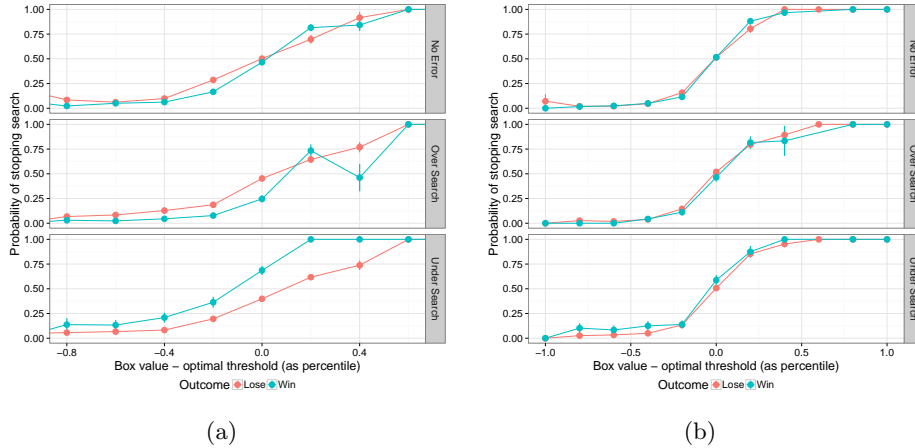 1.00
0.75
0.50
0.25
0.00
No Error
1.00
0.75
0.50
0.25
0.00
Over Search
1.00
0.75
0.50
0.25
0.00
Under Search
Probability of stopping search
−0.8 −0.4 0.0 0.4
Box value − optimal threshold (as percentile)
Outcome Lose Win
(a)
1.00
0.75
0.50
0.25
0.00
No Error
1.00
0.75
0.50
0.25
0.00
Over Search
1.00
0.75
0.50
0.25
0.00
Under Search
Probability of stopping search
−1.0 −0.5 0.0 0.5 1.0
Box value − optimal threshold (as percentile)
Outcome Lose Win
(b)